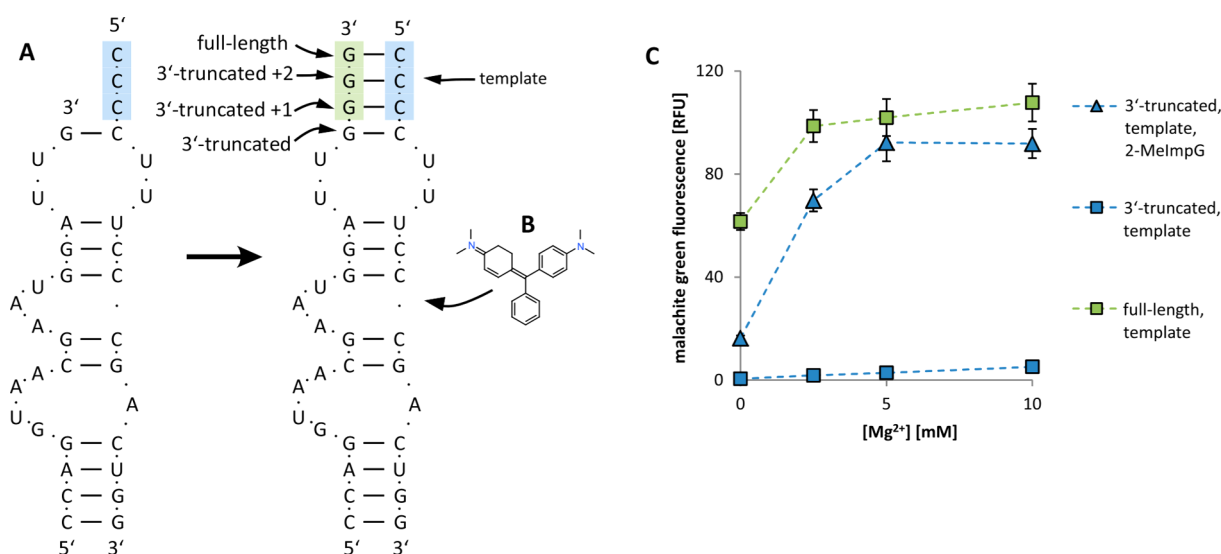 A
5‘
C
C
3‘ C
G – C
U U
U U
A – U
G – C
G – C
U
A
A
G – C
C – G
A
A
A
U
G
G – C
A – U
C – G
C – G
5‘ 3‘
3‘ 5‘
full-length G – C
3‘-truncated +2 G – C template
3‘-truncated +1 G – C
3‘-truncated G – C
U U
U U
A – U
G – C
G – C
U
A
A
G – C
C – G
A
A
A
U
G
G – C
A – U
C – G
C – G
5‘ 3‘
B
N
N
C
malachite green fluorescence [RFU]
120
80
40
0
0 5 10
[Mg²⁺] [mM]
3‘-truncated,
template,
2-MeImpG
3‘-truncated,
template
full-length,
template